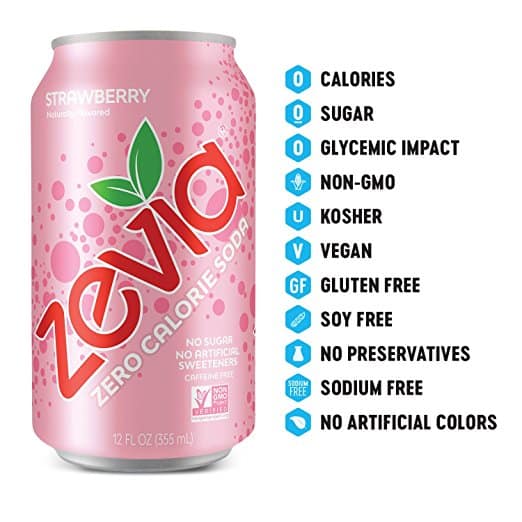 STRAWBERRY
Naturally Flavored
zevia
ZERO CALORIE SODA
NO SUGAR
NO ARTIFICIAL
SWEETENERS
CAFFEINE FREE
NON
GMO
VERIFIED
12 FL OZ (355 mL)
0 CALORIES
0 SUGAR
0 GLYCEMIC IMPACT
NON-GMO
U KOSHER
V VEGAN
GF GLUTEN FREE
SOY FREE
NO PRESERVATIVES
SODIUM
FREE
SODIUM FREE
NO ARTIFICIAL COLORS